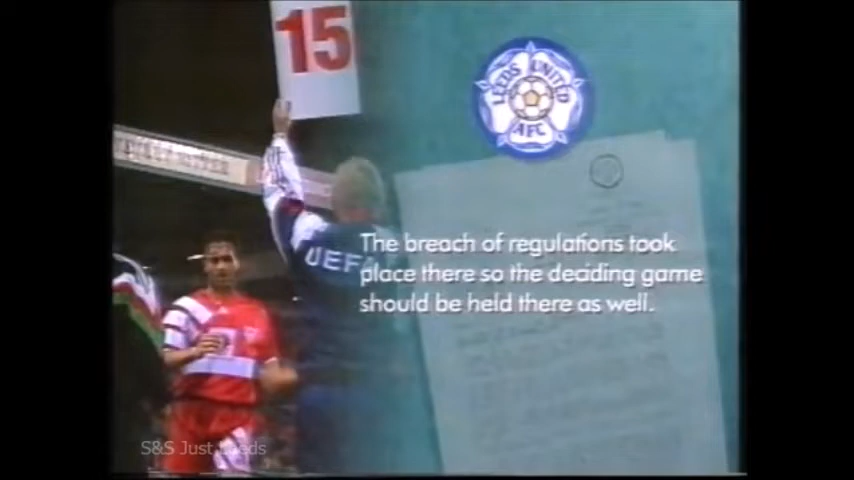 15
LEEDS UNITED
AFC
UEFA
The breach of regulations took
place there so the deciding game
should be held there as well.
S&S Just Leeds